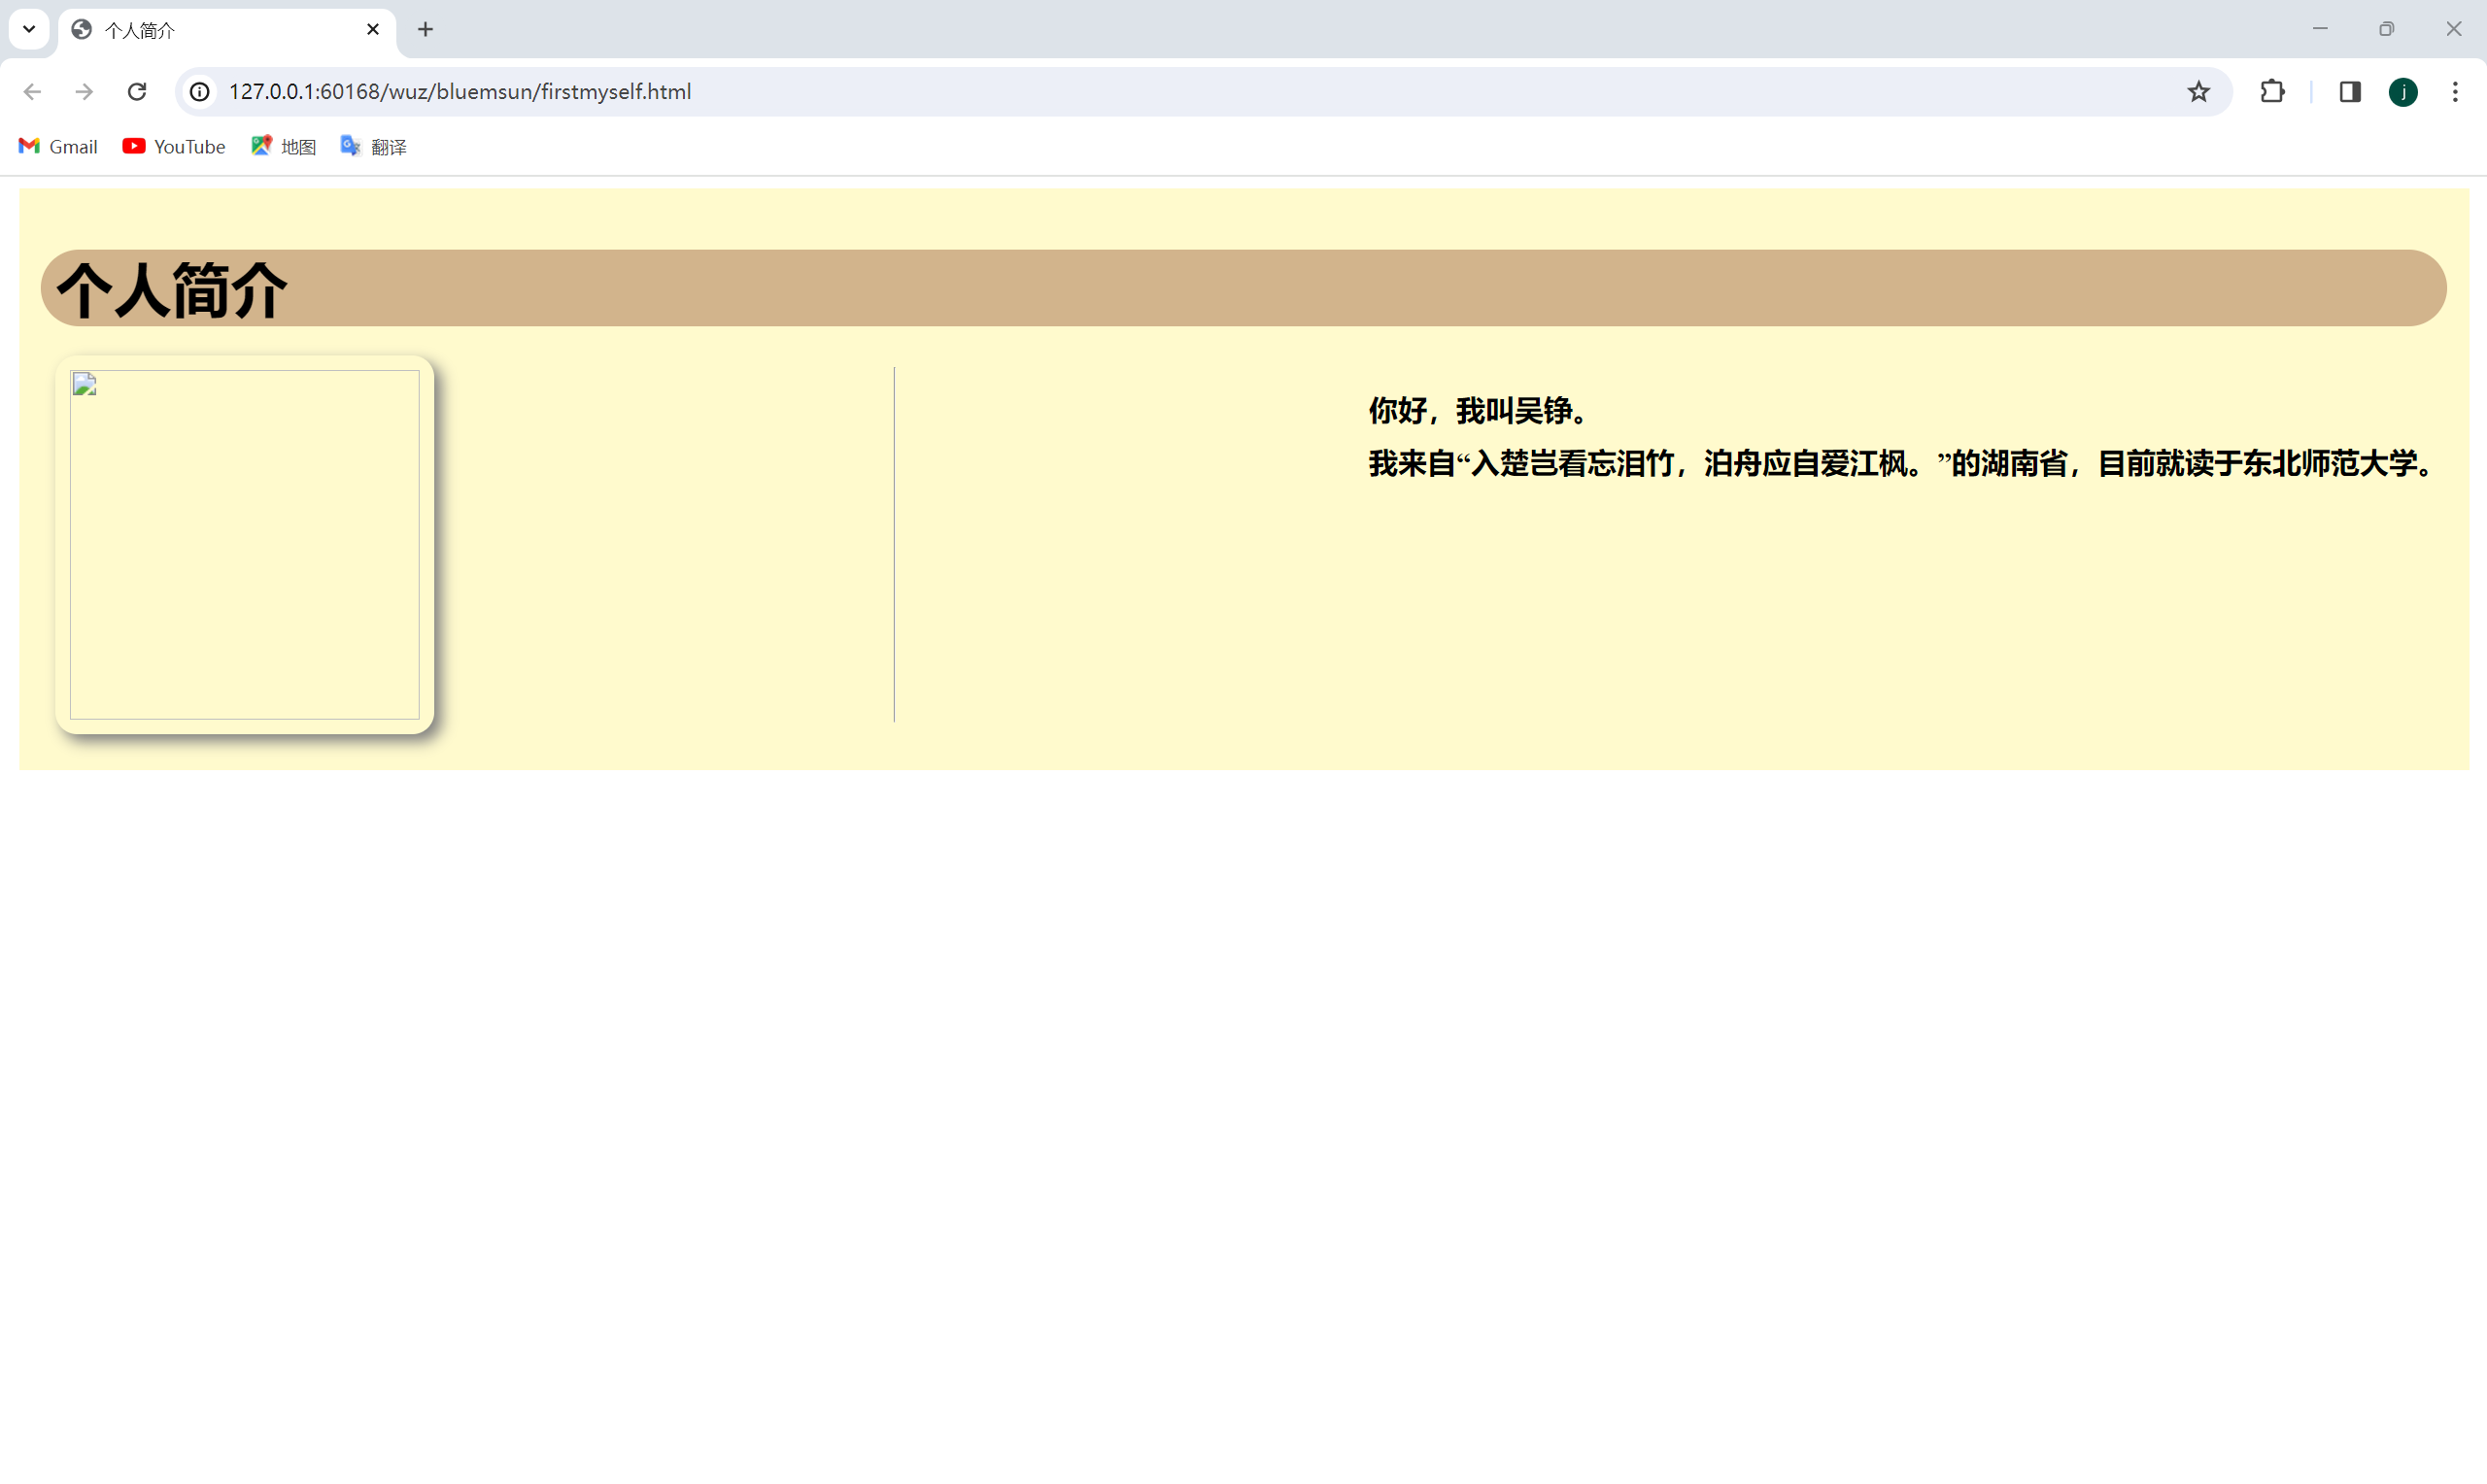 个人简介
127.0.0.1:60168/wuz/bluemsun/firstmyself.html
j
Gmail YouTube 地图 翻译
个人简介
你好，我叫吴铮。
我来自“入楚岂看忘泪竹，泊舟应自爱江枫。”的湖南省，目前就读于东北师范大学。